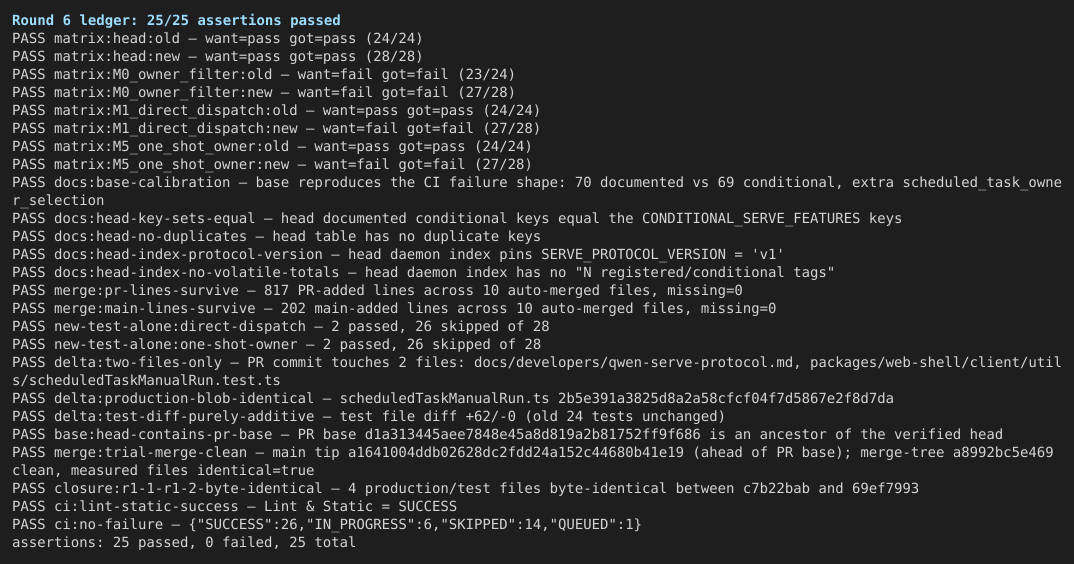 Round 6 ledger: 25/25 assertions passed
PASS matrix:head:old — want=pass got=pass (24/24)
PASS matrix:head:new — want=pass got=pass (28/28)
PASS matrix:M0_owner_filter:old — want=fail got=fail (23/24)
PASS matrix:M0_owner_filter:new — want=fail got=fail (27/28)
PASS matrix:M1_direct_dispatch:old — want=pass got=pass (24/24)
PASS matrix:M1_direct_dispatch:new — want=fail got=fail (27/28)
PASS matrix:M5_one_shot_owner:old — want=pass got=pass (24/24)
PASS matrix:M5_one_shot_owner:new — want=fail got=fail (27/28)
PASS docs:base-calibration — base reproduces the CI failure shape: 70 documented vs 69 conditional, extra scheduled_task_owne
r_selection
PASS docs:head-key-sets-equal — head documented conditional keys equal the CONDITIONAL_SERVE_FEATURES keys
PASS docs:head-no-duplicates — head table has no duplicate keys
PASS docs:head-index-protocol-version — head daemon index pins SERVE_PROTOCOL_VERSION = 'v1'
PASS docs:head-index-no-volatile-totals — head daemon index has no "N registered/conditional tags"
PASS merge:pr-lines-survive — 817 PR-added lines across 10 auto-merged files, missing=0
PASS merge:main-lines-survive — 202 main-added lines across 10 auto-merged files, missing=0
PASS new-test-alone:direct-dispatch — 2 passed, 26 skipped of 28
PASS new-test-alone:one-shot-owner — 2 passed, 26 skipped of 28
PASS delta:two-files-only — PR commit touches 2 files: docs/developers/qwen-serve-protocol.md, packages/web-shell/client/util
s/scheduledTaskManualRun.test.ts
PASS delta:production-blob-identical — scheduledTaskManualRun.ts 2b5e391a3825d8a2a58cfcf04f7d5867e2f8d7da
PASS delta:test-diff-purely-additive — test file diff +62/-0 (old 24 tests unchanged)
PASS base:head-contains-pr-base — PR base d1a313445aee7848e45a8d819a2b81752ff9f686 is an ancestor of the verified head
PASS merge:trial-merge-clean — main tip a1641004ddb02628dc2fdd24a152c44680b41e19 (ahead of PR base); merge-tree a8992bc5e469
clean, measured files identical=true
PASS closure:r1-1-r1-2-byte-identical — 4 production/test files byte-identical between c7b22bab and 69ef7993
PASS ci:lint-static-success — Lint & Static = SUCCESS
PASS ci:no-failure — {"SUCCESS":26,"IN_PROGRESS":6,"SKIPPED":14,"QUEUED":1}
assertions: 25 passed, 0 failed, 25 total